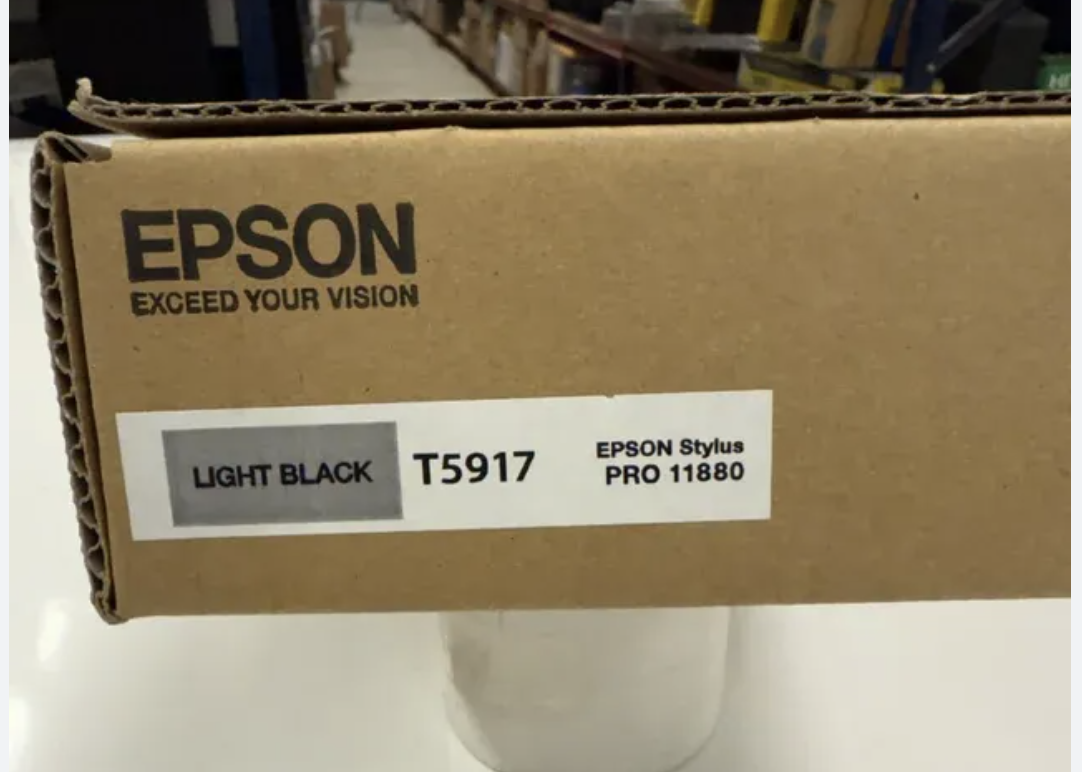 EPSON
EXCEED YOUR VISION
LIGHT BLACK
T5917
EPSON Stylus
PRO 11880